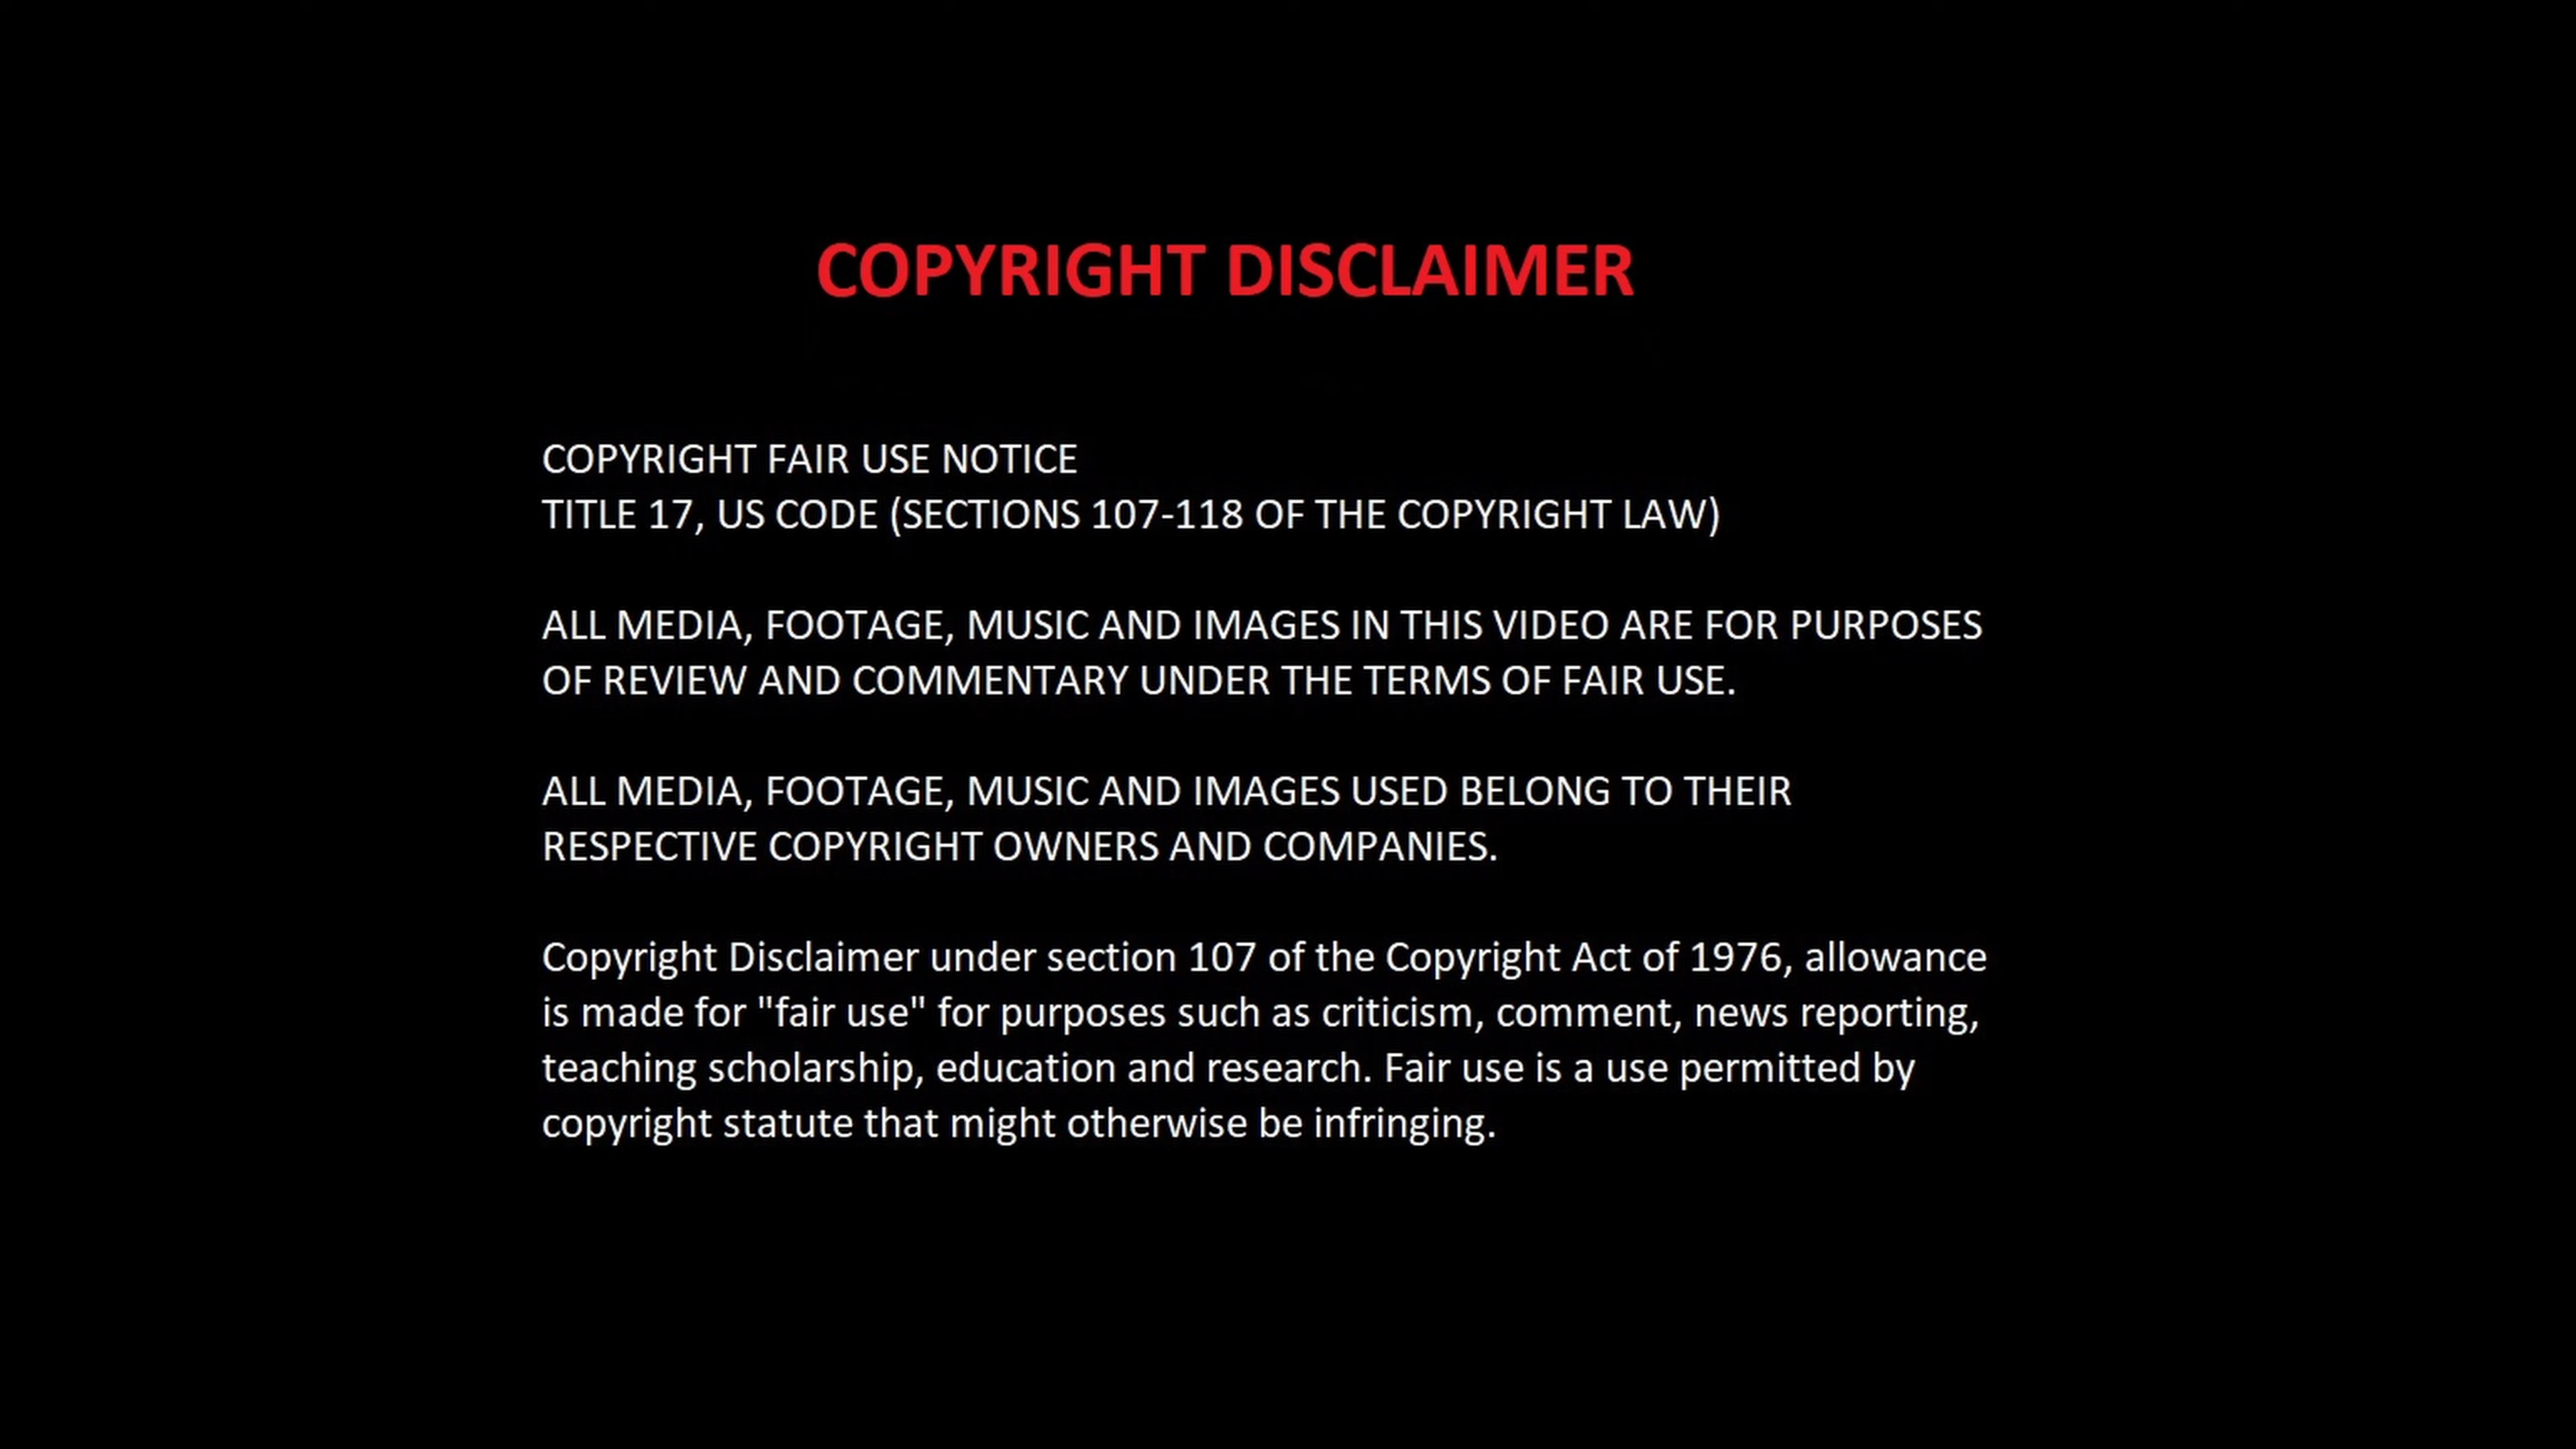 COPYRIGHT DISCLAIMER
COPYRIGHT FAIR USE NOTICE
TITLE 17, US CODE (SECTIONS 107-118 OF THE COPYRIGHT LAW)
ALL MEDIA, FOOTAGE, MUSIC AND IMAGES IN THIS VIDEO ARE FOR PURPOSES
OF REVIEW AND COMMENTARY UNDER THE TERMS OF FAIR USE.
ALL MEDIA, FOOTAGE, MUSIC AND IMAGES USED BELONG TO THEIR
RESPECTIVE COPYRIGHT OWNERS AND COMPANIES.
Copyright Disclaimer under section 107 of the Copyright Act of 1976, allowance
is made for "fair use" for purposes such as criticism, comment, news reporting,
teaching scholarship, education and research. Fair use is a use permitted by
copyright statute that might otherwise be infringing.